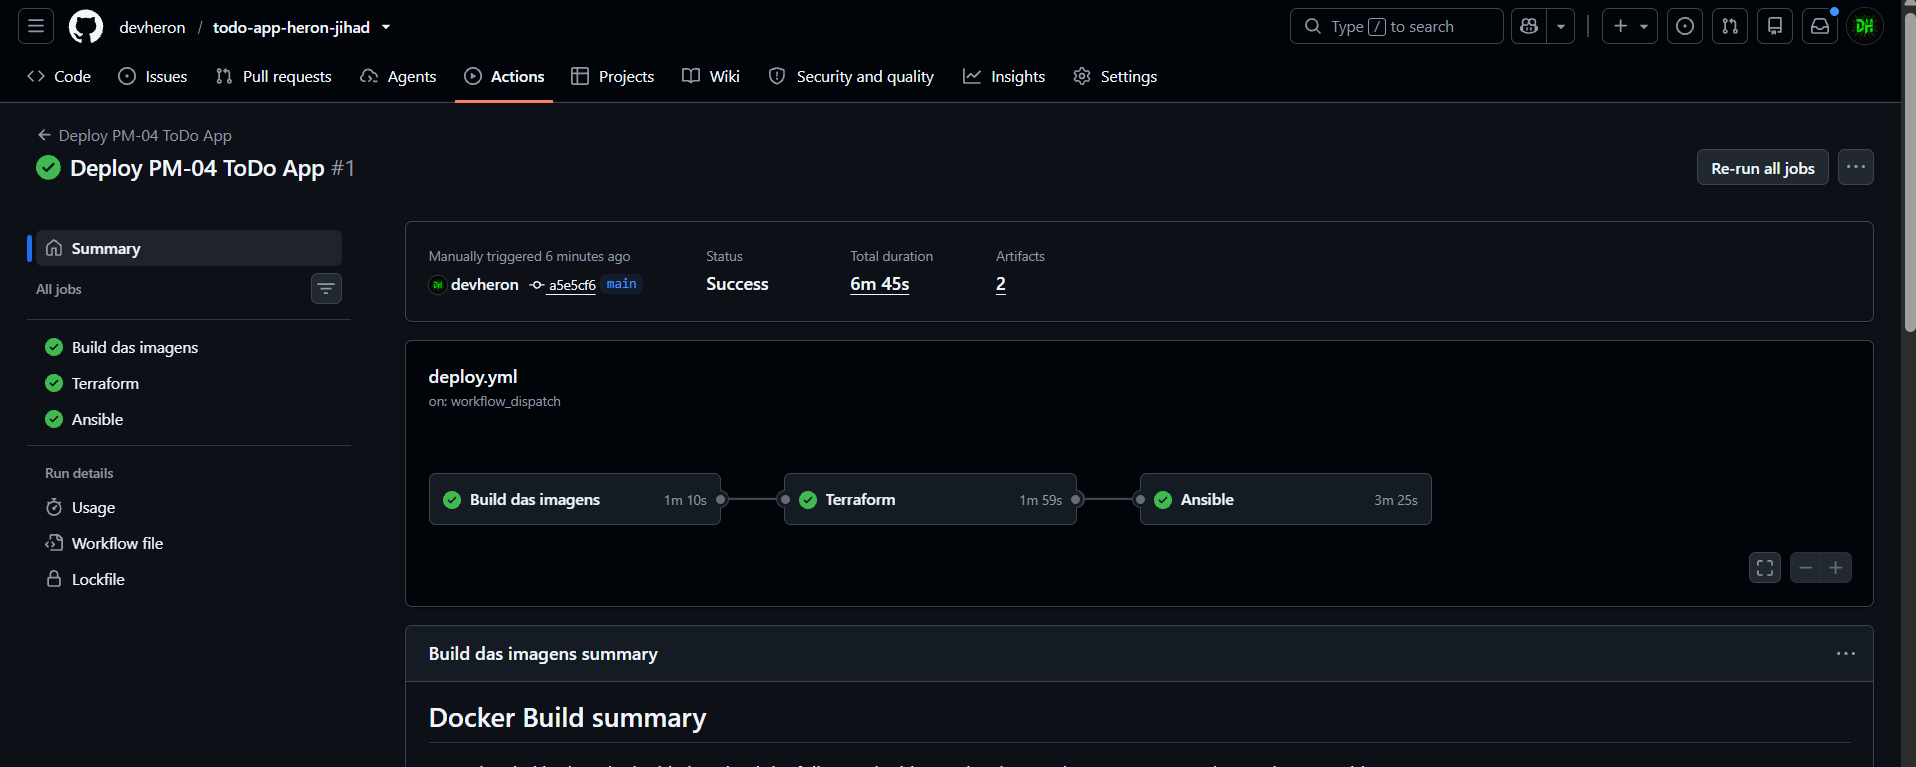 devheron / todo-app-heron-jihad
Type / to search
Code Issues Pull requests Agents Actions Projects Wiki Security and quality Insights Settings
Deploy PM-04 ToDo App
Deploy PM-04 ToDo App #1
Re-run all jobs
Summary
All jobs
Build das imagens
Terraform
Ansible
Run details
Usage
Workflow file
Lockfile
Manually triggered 6 minutes ago
DH devheron a5e5cf6 main
Status
Success
Total duration
6m 45s
Artifacts
2
deploy.yml
on: workflow_dispatch
Build das imagens 1m 10s
Terraform 1m 59s
Ansible 3m 25s
Build das imagens summary
Docker Build summary